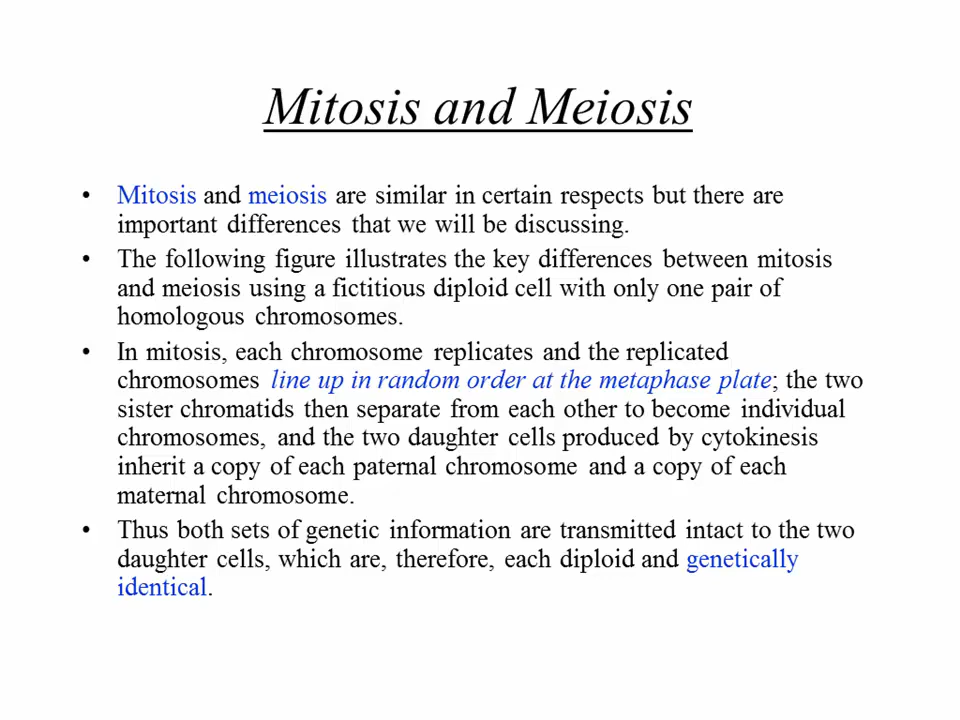 Mitosis and Meiosis
• Mitosis and meiosis are similar in certain respects but there are
important differences that we will be discussing.
• The following figure illustrates the key differences between mitosis
and meiosis using a fictitious diploid cell with only one pair of
homologous chromosomes.
• In mitosis, each chromosome replicates and the replicated
chromosomes line up in random order at the metaphase plate; the two
sister chromatids then separate from each other to become individual
chromosomes, and the two daughter cells produced by cytokinesis
inherit a copy of each paternal chromosome and a copy of each
maternal chromosome.
• Thus both sets of genetic information are transmitted intact to the two
daughter cells, which are, therefore, each diploid and genetically
identical.